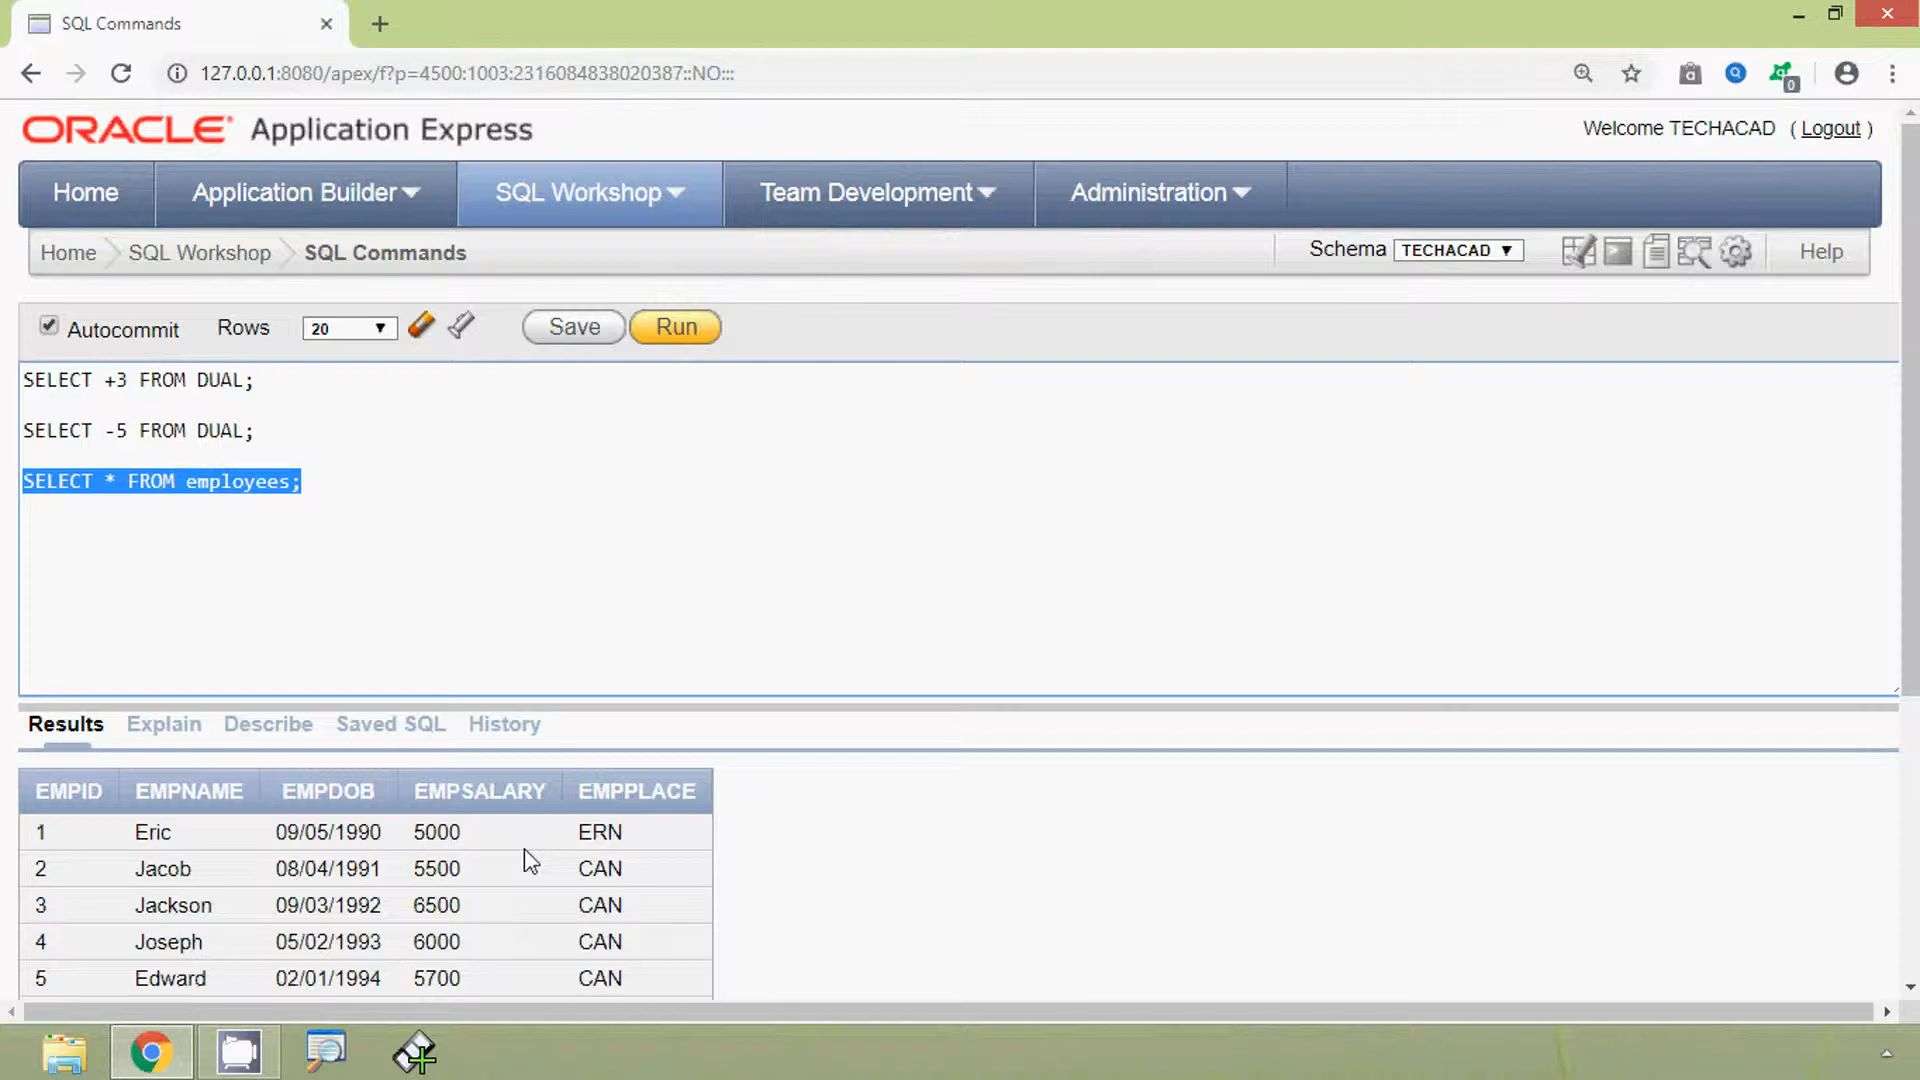 SQL Commands
127.0.0.1:8080/apex/f?p=4500:1003:2316084838020387::NO:::
0
ORACLE Application Express
Welcome TECHACAD ( Logout )
Home
Application Builder
SQL Workshop
Team Development
Administration
Home
SQL Workshop
SQL Commands
Schema
TECHACAD
Help
Autocommit
Rows
20
Save
Run
SELECT +3 FROM DUAL;
SELECT -5 FROM DUAL;
SELECT * FROM employees;
Results
Explain
Describe
Saved SQL
History
EMPID EMPNAME EMPDOB EMPSALARY EMPPLACE
1 Eric 09/05/1990 5000 ERN
2 Jacob 08/04/1991 5500 CAN
3 Jackson 09/03/1992 6500 CAN
4 Joseph 05/02/1993 6000 CAN
5 Edward 02/01/1994 5700 CAN